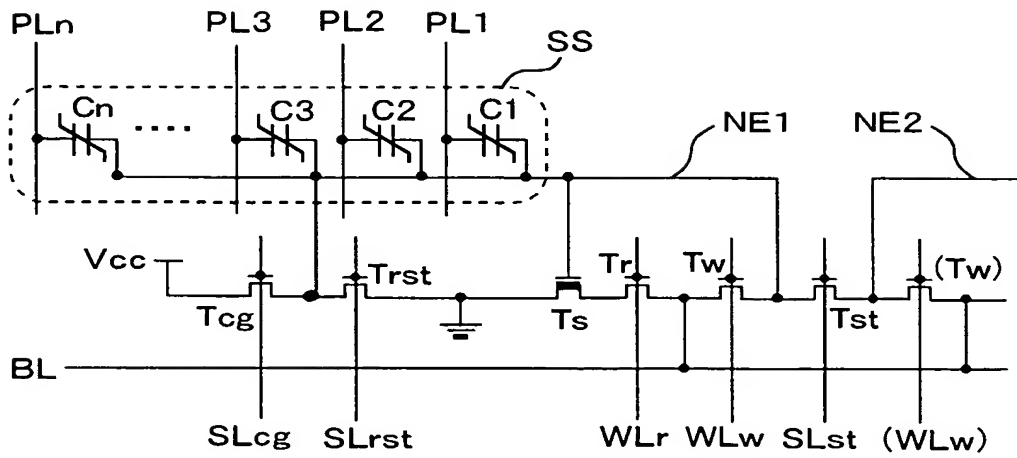 PLn PL3 PL2 PL1
SS
Cn ····· C3 C2 C1
NE1 NE2
Vcc Trst Tr Tw (Tw)
Tcg Ts Tst
BL
SLcg SLrst WLr WLw SLst (WLw)